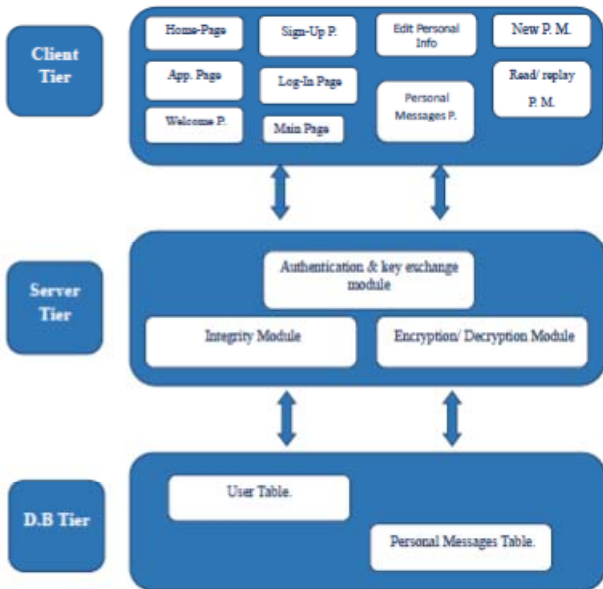 Client
Tier
Home-Page
Sign-Up P.
Edit Personal
Info
New P. M.
App. Page
Log-In Page
Personal
Messages P.
Read/ replay
P. M.
Welcome P.
Main Page
Server
Tier
Authentication & key exchange
module
Integrity Module
Encryption/ Decryption Module
D.B Tier
User Table.
Personal Messages Table.